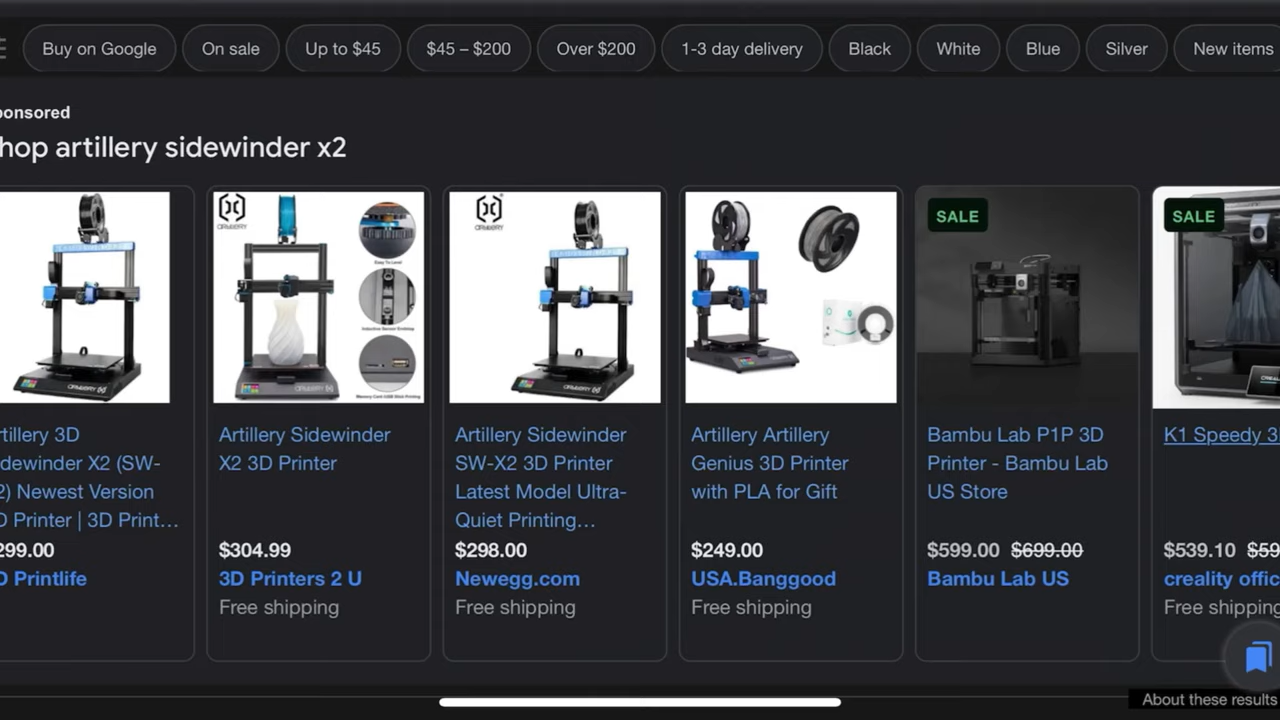 Buy on Google On sale Up to $45 $45 – $200 Over $200 1-3 day delivery Black White Blue Silver New items
ponsored
hop artillery sidewinder x2
SALE
SALE
rtillery 3D
dewinder X2 (SW-
2) Newest Version
D Printer | 3D Print...
299.00
D Printlife
Artillery Sidewinder
X2 3D Printer
$304.99
3D Printers 2 U
Free shipping
Artillery Sidewinder
SW-X2 3D Printer
Latest Model Ultra-
Quiet Printing...
$298.00
Newegg.com
Free shipping
Artillery Artillery
Genius 3D Printer
with PLA for Gift
$249.00
USA.Banggood
Free shipping
Bambu Lab P1P 3D
Printer - Bambu Lab
US Store
$599.00 $699.00
Bambu Lab US
K1 Speedy 3
$539.10 $59
creality offic
Free shipping
About these results